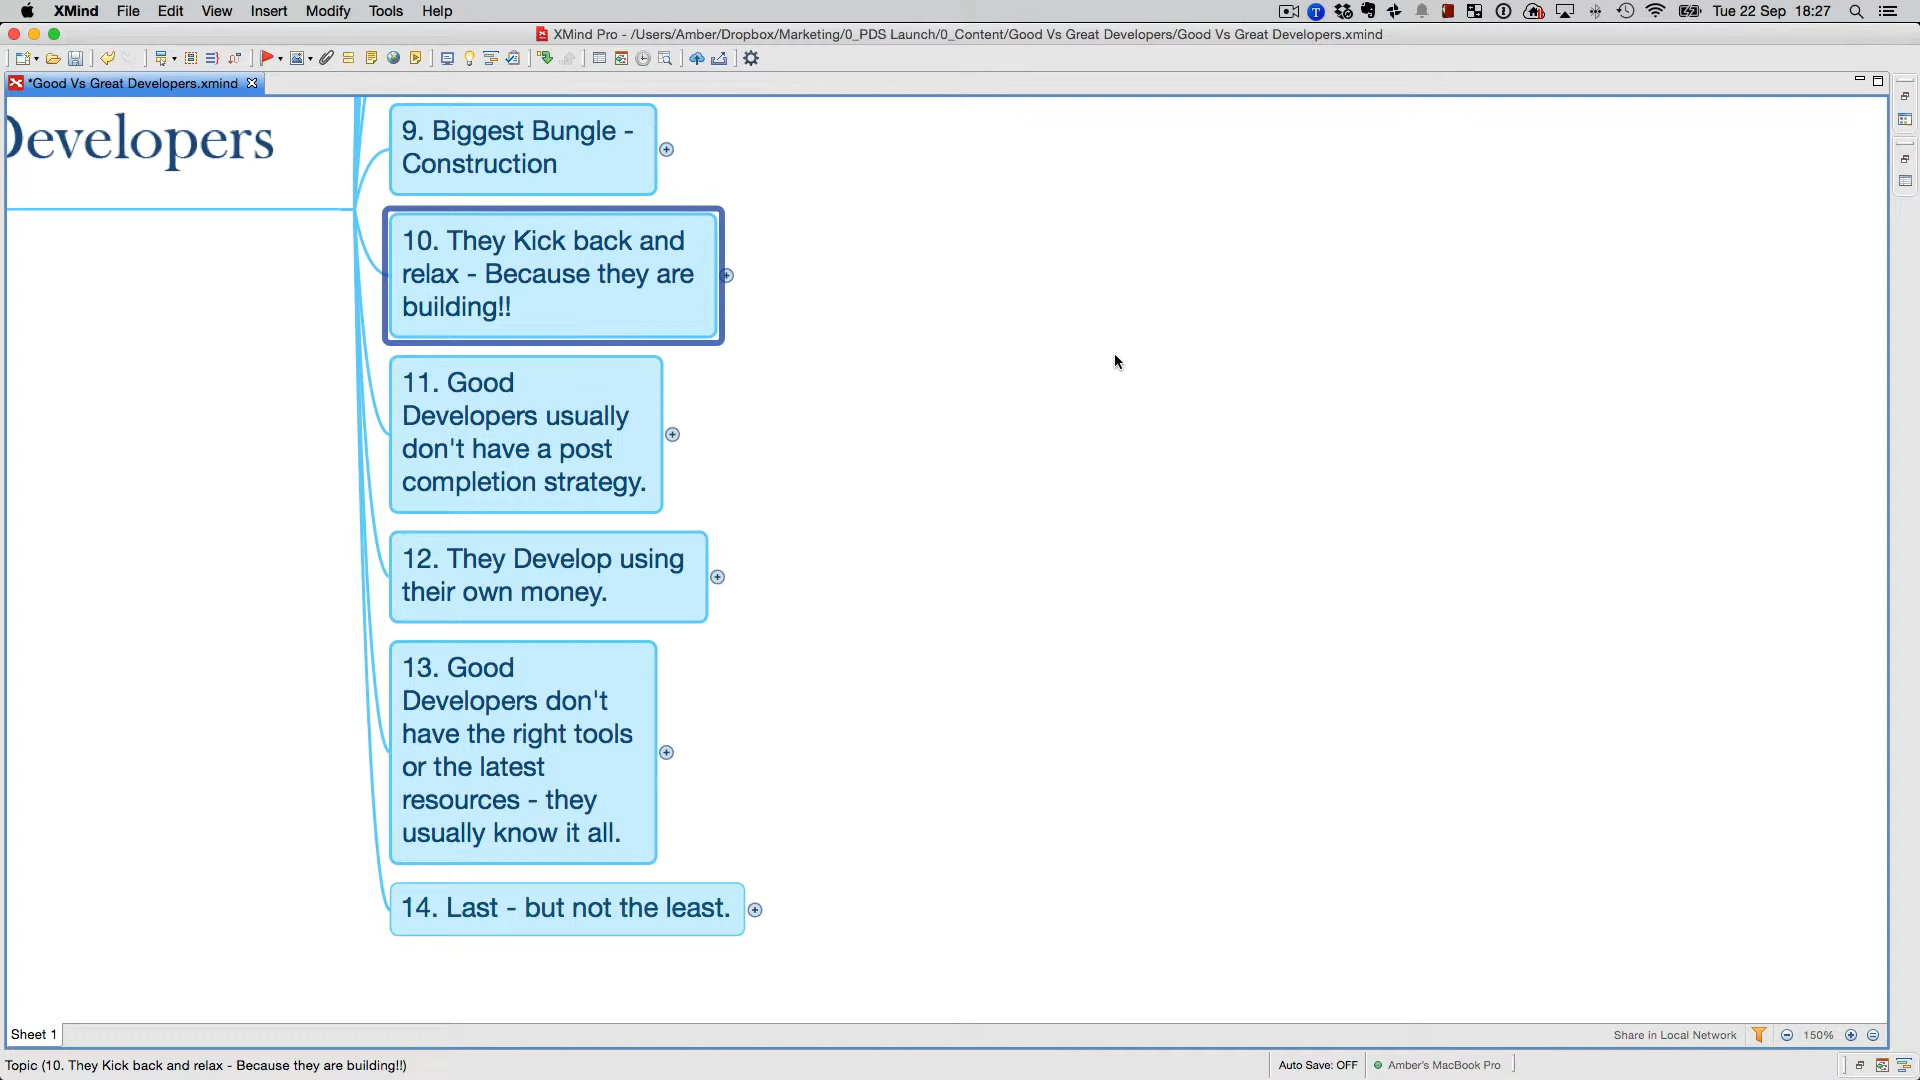 XMind File Edit View Insert Modify Tools Help Tue 22 Sep 18:27
XMind Pro - /Users/Amber/Dropbox/Marketing/0_PDS Launch/0_Content/Good Vs Great Developers/Good Vs Great Developers.xmind
*Good Vs Great Developers.xmind
Developers
9. Biggest Bungle -
Construction
10. They Kick back and
relax - Because they are
building!!
11. Good
Developers usually
don't have a post
completion strategy.
12. They Develop using
their own money.
13. Good
Developers don't
have the right tools
or the latest
resources - they
usually know it all.
14. Last - but not the least.
Sheet 1
Share in Local Network 150%
Topic (10. They Kick back and relax - Because they are building!!)
Auto Save: OFF Amber's MacBook Pro